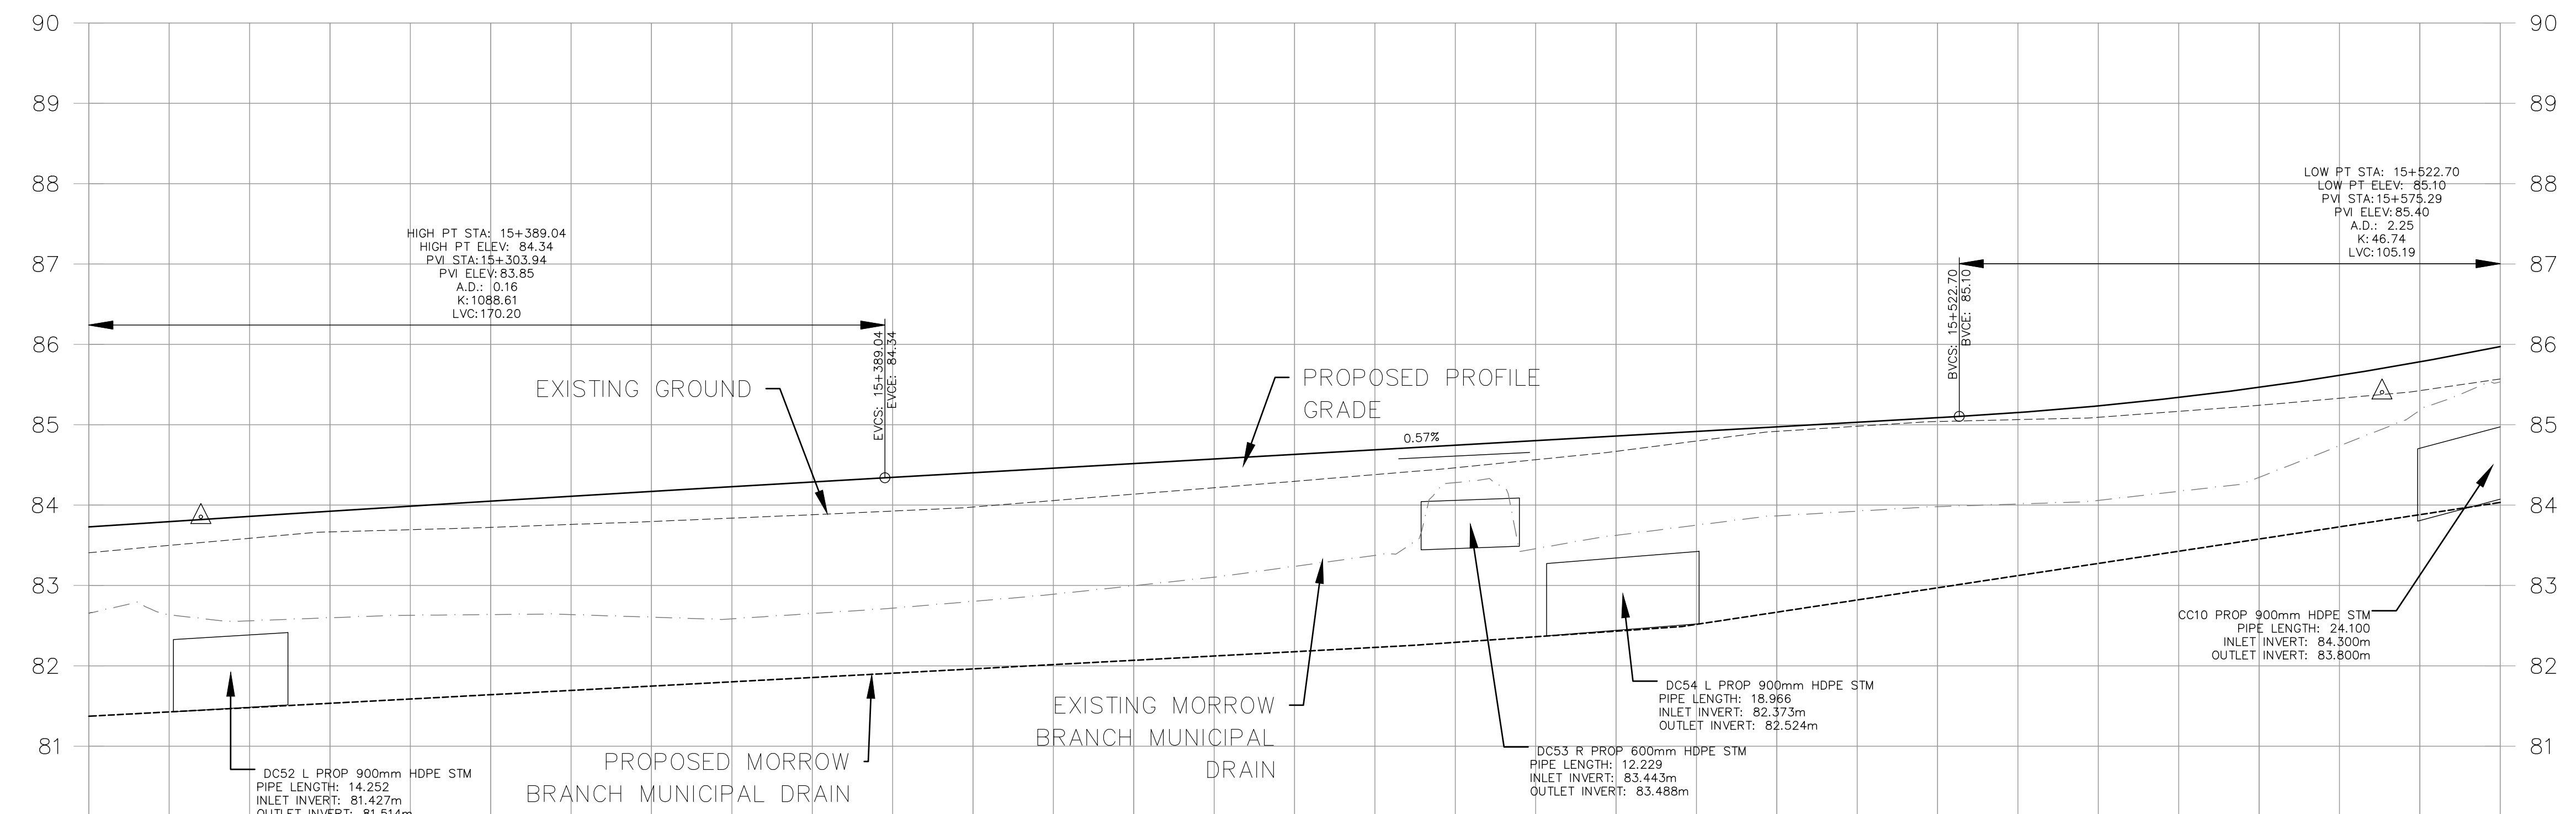 90
89
88
87
86
85
84
83
82
81
HIGH PT STA: 15+389.04
HIGH PT ELEV: 84.34
PVI STA:15+303.94
PVI ELEV:83.85
A.D.: 0.16
K:1088.61
LVC:170.20
EXISTING GROUND
EVCS: 15+389.04
EVCE: 84.34
PROPOSED PROFILE
GRADE
0.57%
BVCS: 15+522.70
BVCE: 85.10
LOW PT STA: 15+522.70
LOW PT ELEV: 85.10
PVI STA:15+575.29
PVI ELEV:85.40
A.D.: 2.25
K:46.74
LVC:105.19
DC52 L PROP 900mm HDPE STM
PIPE LENGTH: 14.252
INLET INVERT: 81.427m
OUTLET INVERT: 81.514m
PROPOSED MORROW
BRANCH MUNICIPAL DRAIN
EXISTING MORROW
BRANCH MUNICIPAL
DRAIN
DC53 R PROP 600mm HDPE STM
PIPE LENGTH: 12.229
INLET INVERT: 83.443m
OUTLET INVERT: 83.488m
DC54 L PROP 900mm HDPE STM
PIPE LENGTH: 18.966
INLET INVERT: 82.373m
OUTLET INVERT: 82.524m
CC10 PROP 900mm HDPE STM
PIPE LENGTH: 24.100
INLET INVERT: 84.300m
OUTLET INVERT: 83.800m
90
89
88
87
86
85
84
83
82
81